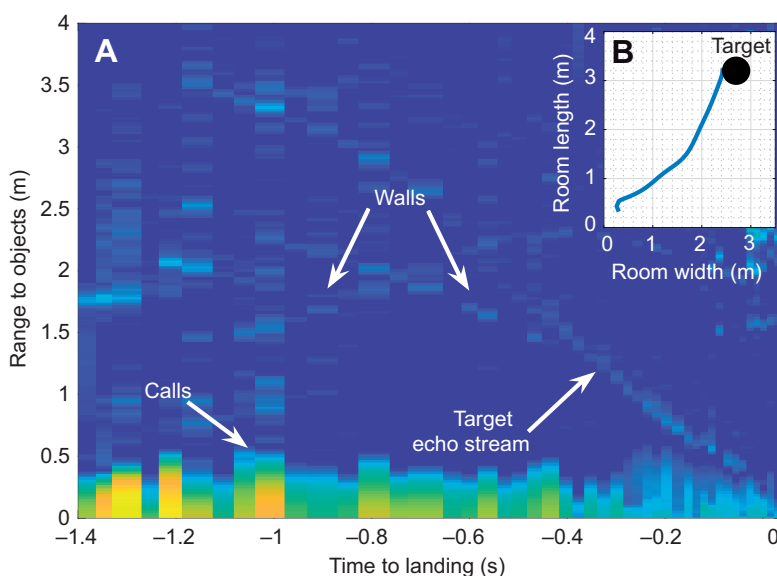 A
4
3.5
3
2.5
2
1.5
1
0.5
0
Range to objects (m)
–1.4
–1.2
–1
–0.8
–0.6
–0.4
–0.2
0
Time to landing (s)
Walls
Calls
Target
echo stream
B
Target
4
3
2
1
0
Room length (m)
0
1
2
3
Room width (m)